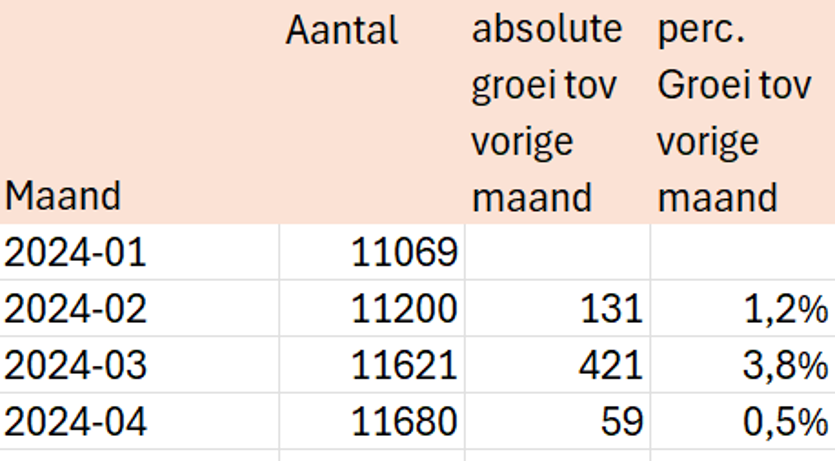 Maand Aantal absolute groei tov vorige maand perc. Groei tov vorige maand
2024-01 11069
2024-02 11200 131 1,2%
2024-03 11621 421 3,8%
2024-04 11680 59 0,5%